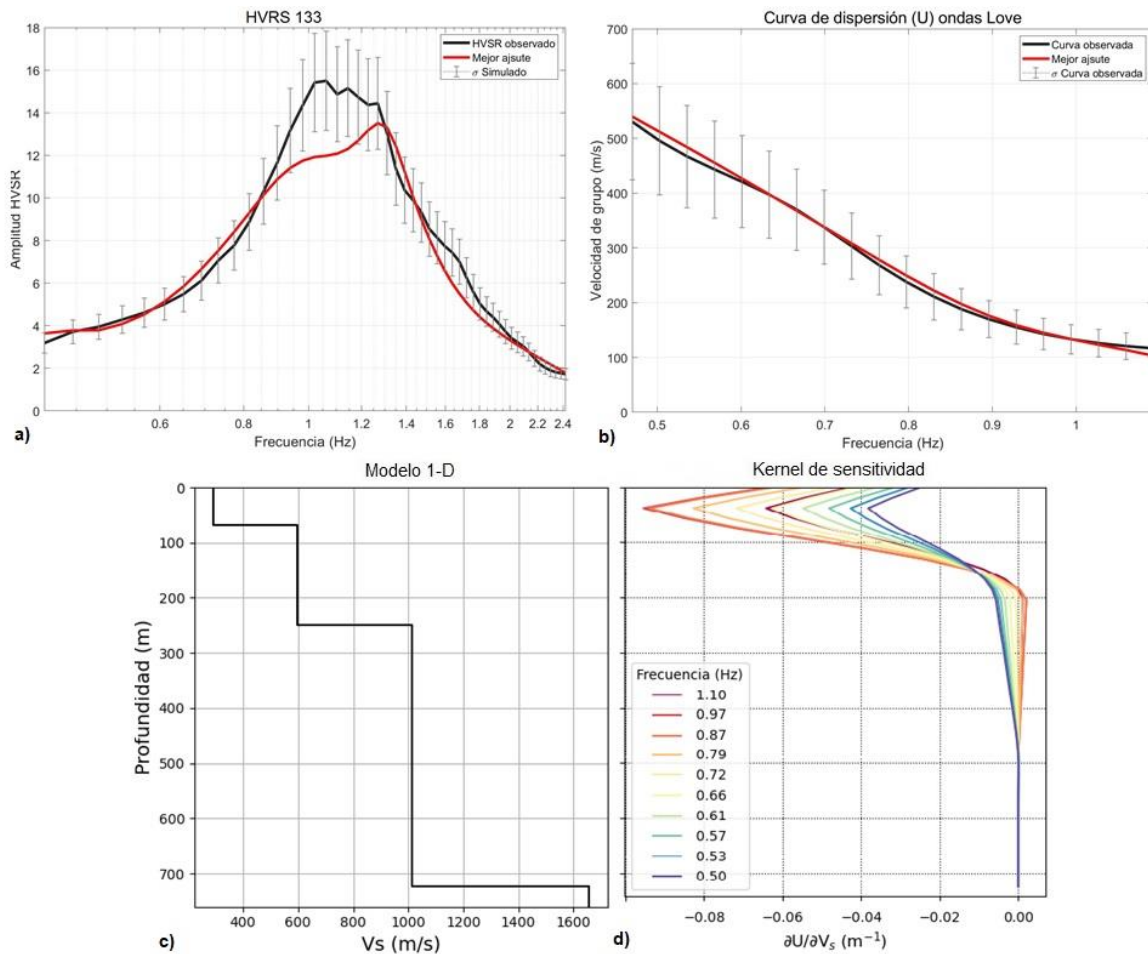 HVRS 133
18
16
14
12
10
8
6
4
2
0
Amplitud HVSR
HVSR observado
Mejor ajsute
σ Simulado
0.6 0.8 1 1.2 1.4 1.6 1.8 2 2.2 2.4
Frecuencia (Hz)
a)
Curva de dispersión (U) ondas Love
700
600
500
400
300
200
100
0
Velocidad de grupo (m/s)
Curva observada
Mejor ajsute
σ Curva observada
0.5 0.6 0.7 0.8 0.9 1
Frecuencia (Hz)
b)
Modelo 1-D
0
100
200
300
400
500
600
700
Profundidad (m)
400 600 800 1000 1200 1400 1600
Vs (m/s)
c)
Kernel de sensitividad
Frecuencia (Hz)
1.10
0.97
0.87
0.79
0.72
0.66
0.61
0.57
0.53
0.50
−0.08 −0.06 −0.04 −0.02 0.00
∂U/∂Vₛ (m⁻¹)
d)